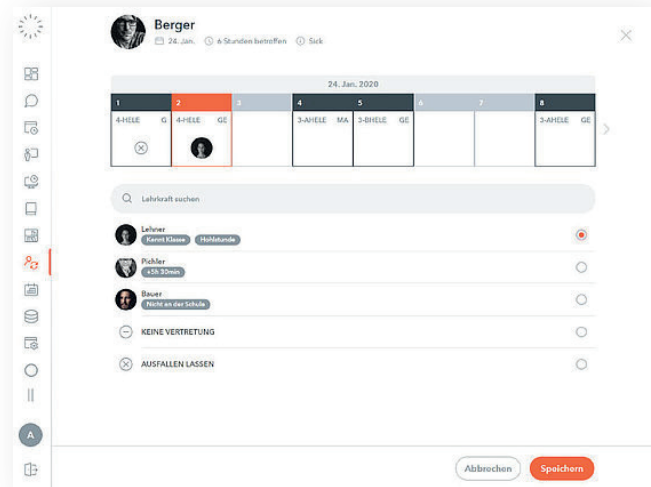 Berger
24. Jan. 6 Stunden betroffen Sick
24. Jan. 2020
1 2 3 4 5 6 7 8
4-HELE G 4-HELE GE 3-AHELE MA 3-BHELE GE 3-AHELE GE
Lehrkraft suchen
Lehner
Kennt Klasse Hohlstunde
Pichler
+5h 30min
Bauer
Nicht an der Schule
KEINE VERTRETUNG
AUSFALLEN LASSEN
A
Abbrechen Speichern